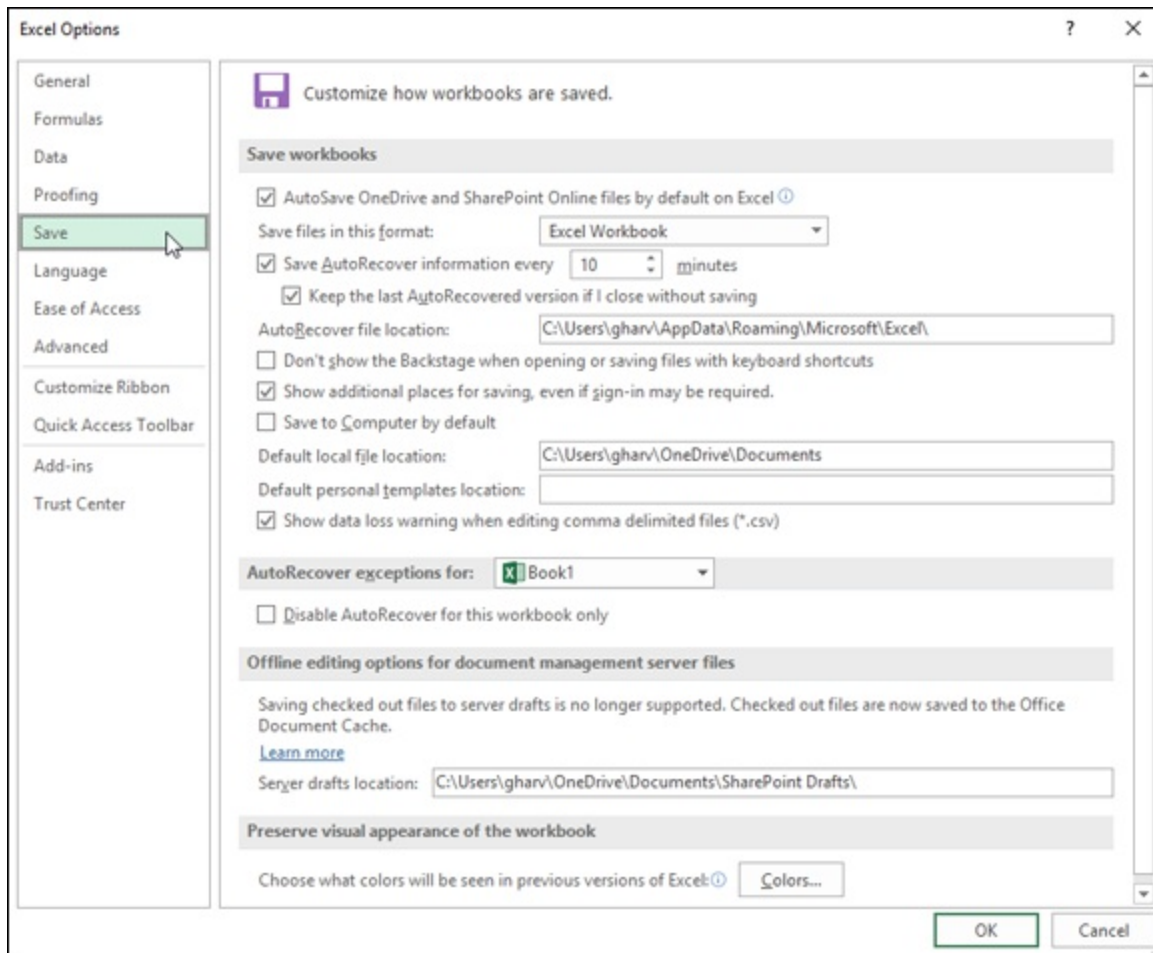 Excel Options
?
General
Formulas
Data
Proofing
Save
Language
Ease of Access
Advanced
Customize Ribbon
Quick Access Toolbar
Add-ins
Trust Center
Customize how workbooks are saved.
Save workbooks
AutoSave OneDrive and SharePoint Online files by default on Excel
Save files in this format: Excel Workbook
Save AutoRecover information every 10 minutes
Keep the last AutoRecovered version if I close without saving
AutoRecover file location: C:\Users\gharv\AppData\Roaming\Microsoft\Excel\
Don't show the Backstage when opening or saving files with keyboard shortcuts
Show additional places for saving, even if sign-in may be required.
Save to Computer by default
Default local file location: C:\Users\gharv\OneDrive\Documents
Default personal templates location:
Show data loss warning when editing comma delimited files (*.csv)
AutoRecover exceptions for: Book1
Disable AutoRecover for this workbook only
Offline editing options for document management server files
Saving checked out files to server drafts is no longer supported. Checked out files are now saved to the Office
Document Cache.
Learn more
Server drafts location: C:\Users\gharv\OneDrive\Documents\SharePoint Drafts\
Preserve visual appearance of the workbook
Choose what colors will be seen in previous versions of Excel: Colors...
OK Cancel